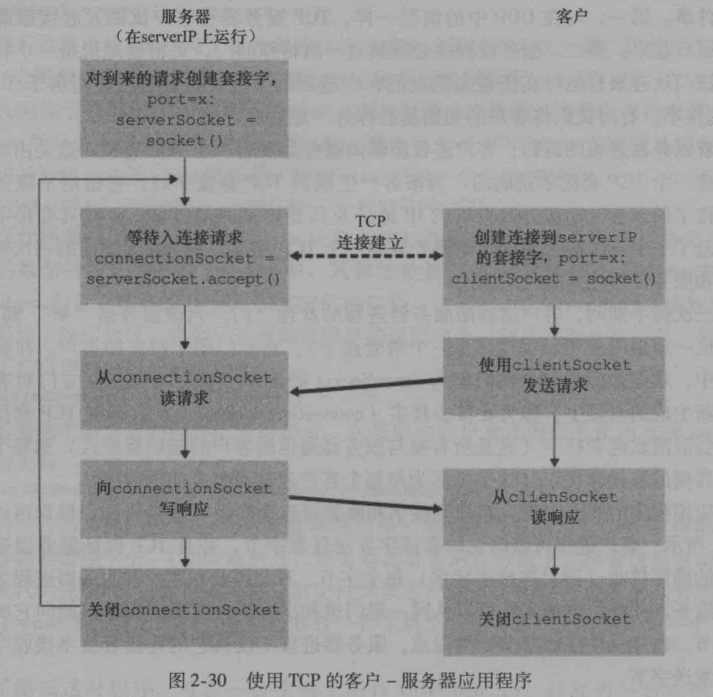 服务器
（在serverIP上运行）
对到来的请求创建套接字，
port=x:
serverSocket =
socket()
等待入连接请求
connectionSocket =
serverSocket.accept()
从connectionSocket
读请求
向connectionSocket
写响应
关闭connectionSocket
TCP
连接建立
客户
创建连接到serverIP
的套接字，port=x:
clientSocket = socket()
使用clientSocket
发送请求
从clienSocket
读响应
关闭clientSocket
图 2-30 使用 TCP 的客户－服务器应用程序